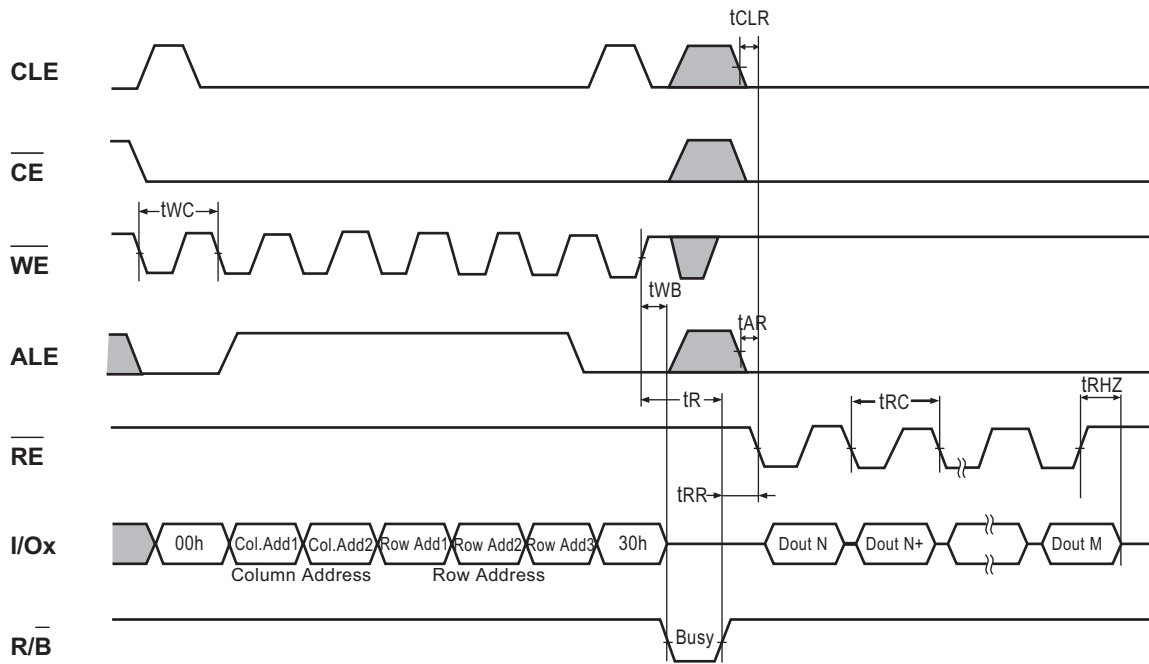 tCLR
CLE
CE
tWC
WE
tWB
tAR
ALE
tR
tRC
tRHZ
RE
tRR
I/Ox
00h
Col.Add1
Col.Add2
Row Add1
Row Add2
Row Add3
30h
Dout N
Dout N+
Dout M
Column Address
Row Address
R/B
Busy